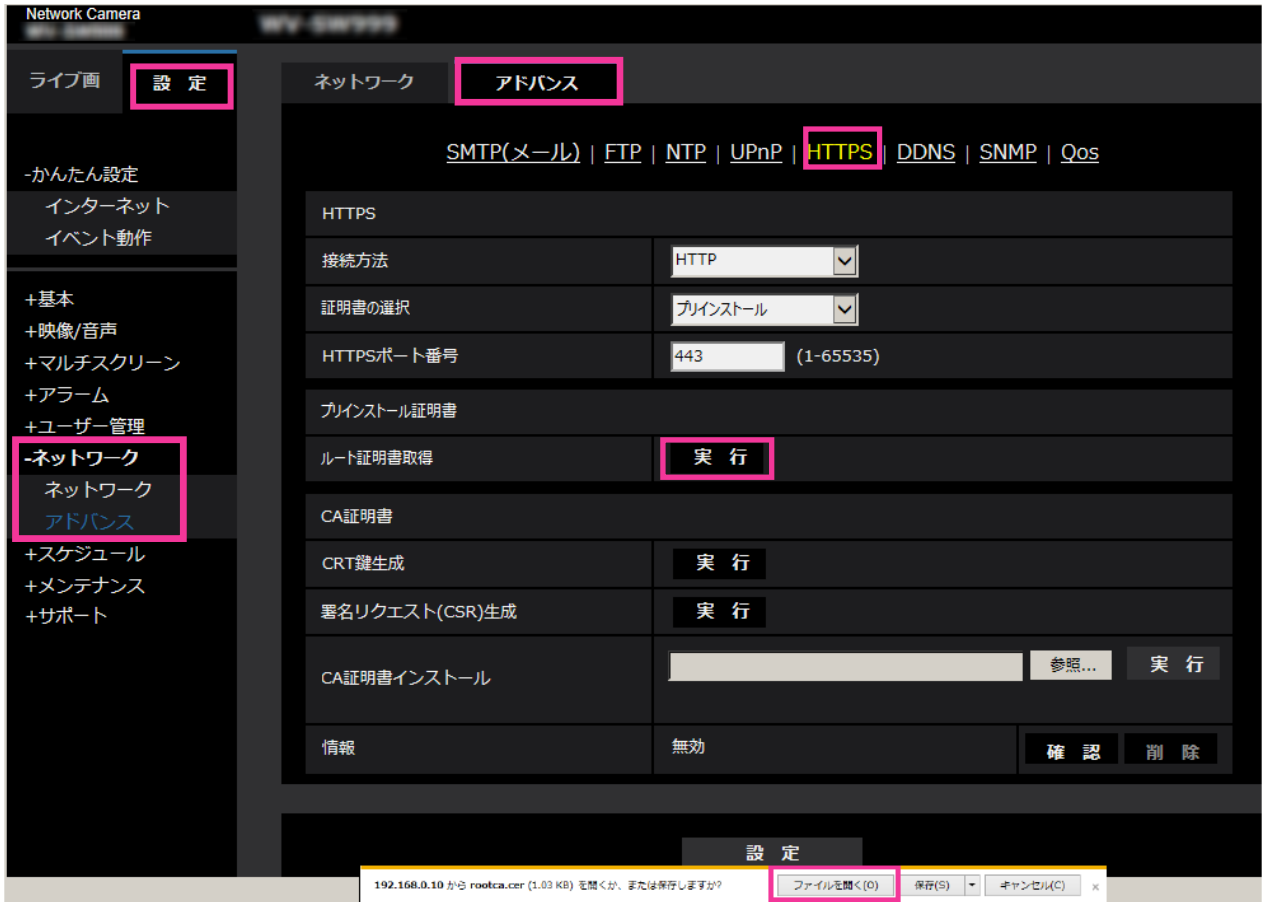 Network Camera
ライブ画
設 定
ネットワーク
アドバンス
SMTP(メール) | FTP | NTP | UPnP | HTTPS | DDNS | SNMP | Qos
-かんたん設定
インターネット
イベント動作
+基本
+映像/音声
+マルチスクリーン
+アラーム
+ユーザー管理
-ネットワーク
ネットワーク
アドバンス
+スケジュール
+メンテナンス
+サポート
HTTPS
接続方法 HTTP
証明書の選択 プリインストール
HTTPSポート番号 443 (1-65535)
プリインストール証明書
ルート証明書取得 実 行
CA証明書
CRT鍵生成 実 行
署名リクエスト(CSR)生成 実 行
CA証明書インストール 参照... 実 行
情報 無効 確 認 削 除
設 定
192.168.0.10 から rootca.cer (1.03 KB) を開くか、または保存しますか? ファイルを開く(O) 保存(S) キャンセル(C) ×